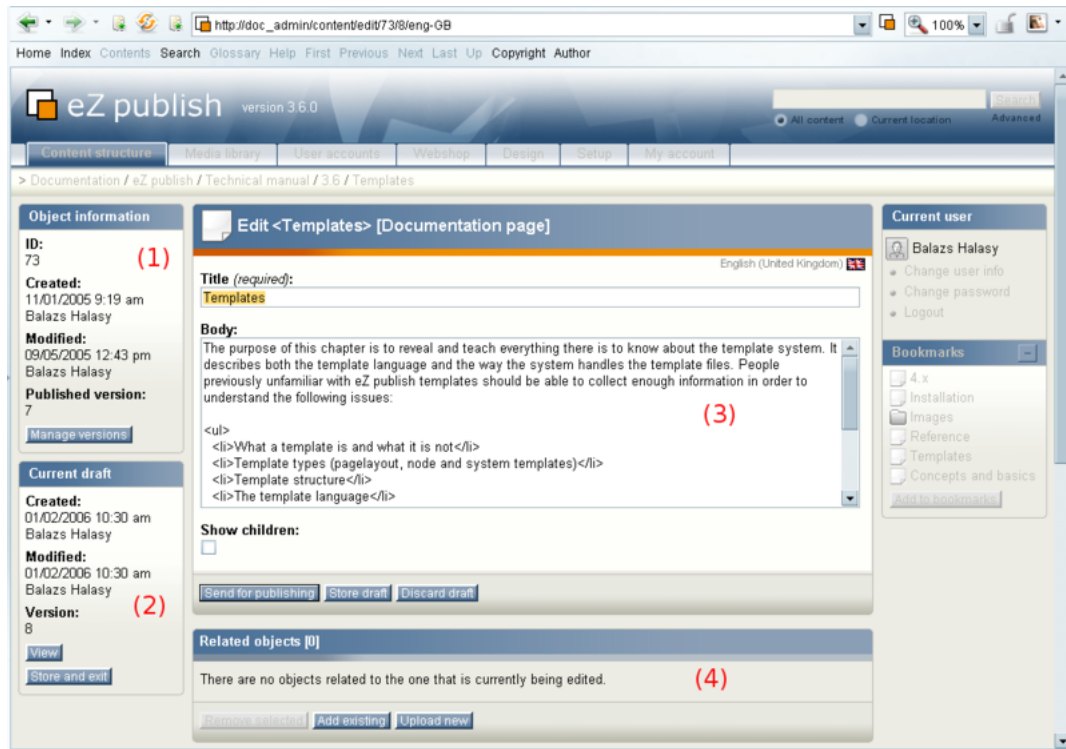 http://doc_admin/content/edit/73/8/eng-GB
100%
Home Index Contents Search Glossary Help First Previous Next Last Up Copyright Author
eZ publish version 3.6.0
Search
All content Current location Advanced
Content structure Media library User accounts Webshop Design Setup My account
> Documentation / eZ publish / Technical manual / 3.6 / Templates
Object information
ID:
73
(1)
Created:
11/01/2005 9:19 am
Balazs Halasy
Modified:
09/05/2005 12:43 pm
Balazs Halasy
Published version:
7
Manage versions
Current draft
Created:
01/02/2006 10:30 am
Balazs Halasy
Modified:
01/02/2006 10:30 am
Balazs Halasy
(2)
Version:
8
View
Store and exit
Edit <Templates> [Documentation page]
English (United Kingdom)
Title (required):
Templates
Body:
The purpose of this chapter is to reveal and teach everything there is to know about the template system. It
describes both the template language and the way the system handles the template files. People
previously unfamiliar with eZ publish templates should be able to collect enough information in order to
understand the following issues:
(3)
<ul>
<li>What a template is and what it is not</li>
<li>Template types (pagelayout, node and system templates)</li>
<li>Template structure</li>
<li>The template language</li>
Show children:
Send for publishing Store draft Discard draft
Related objects [0]
There are no objects related to the one that is currently being edited.
(4)
Remove selected Add existing Upload new
Current user
Balazs Halasy
Change user info
Change password
Logout
Bookmarks
4.x
Installation
Images
Reference
Templates
Concepts and basics
Add to bookmarks